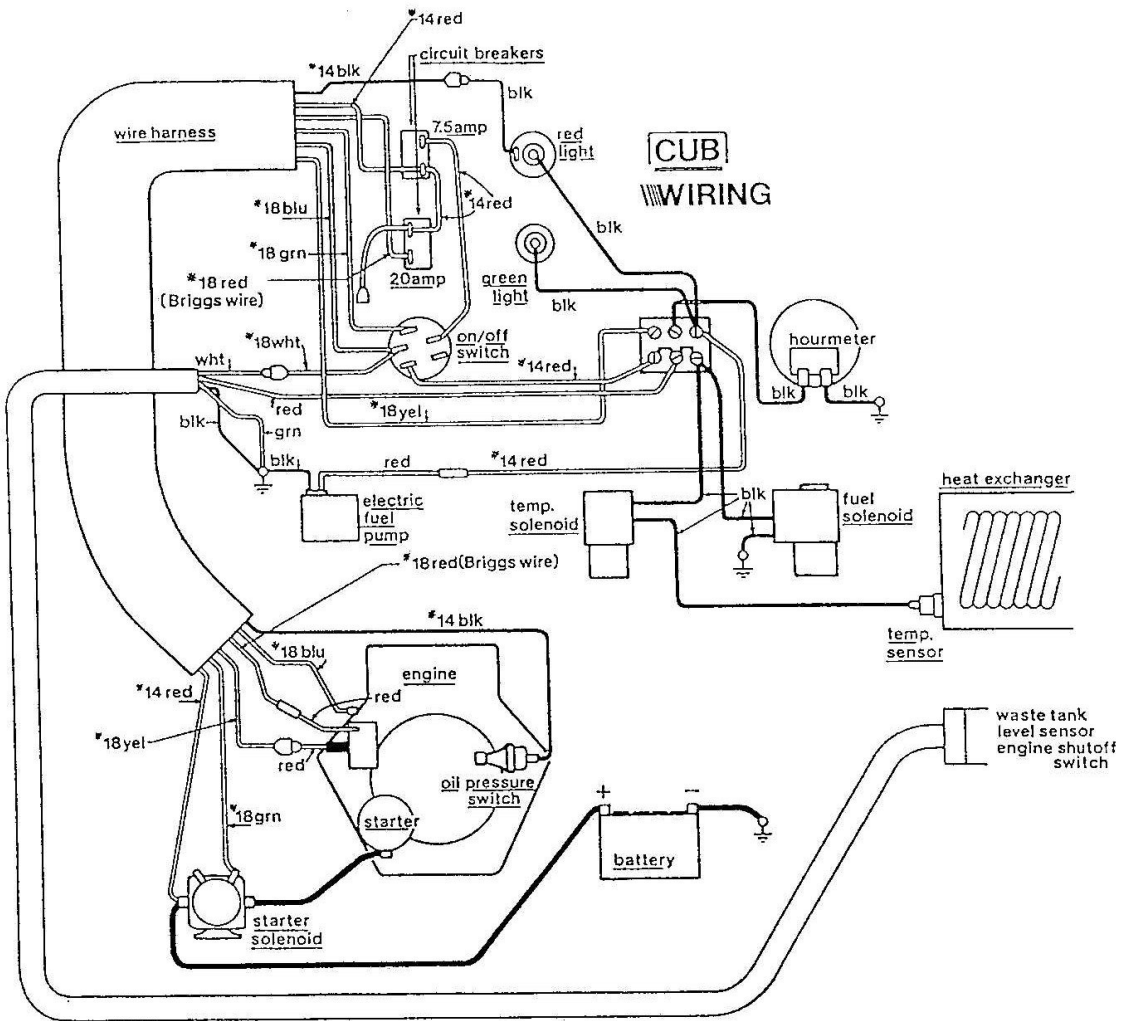 *14 red
circuit breakers
*14 blk
blk
wire harness
7.5amp
red
light
CUB
WIRING
*18 blu
*14red
blk
*18 grn
*18 red
(Briggs wire)
20amp
green
light
blk
on/off
switch
hourmeter
wht
*18wht
*14red
blk
blk
red
*18yel
blk
grn
blk
red
*14 red
electric
fuel
pump
temp.
solenoid
blk
fuel
solenoid
heat exchanger
*18red(Briggs wire)
*14 blk
temp.
sensor
*18 blu
engine
*14 red
red
*18yel
red
oil pressure
switch
waste tank
level sensor
engine shutoff
switch
+
-
*18grn
starter
battery
starter
solenoid